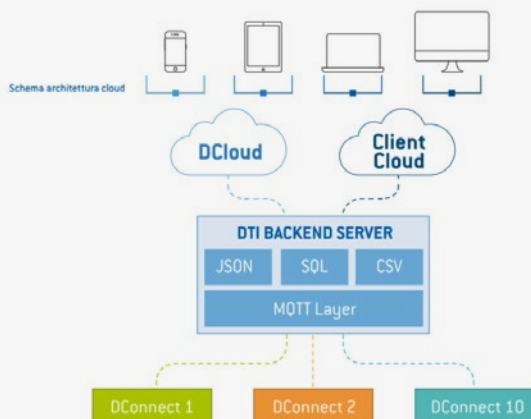 Schema architettura cloud
DCloud
Client
Cloud
DTI BACKEND SERVER
JSON
SQL
CSV
MQTT Layer
DConnect 1
DConnect 2
DConnect 10